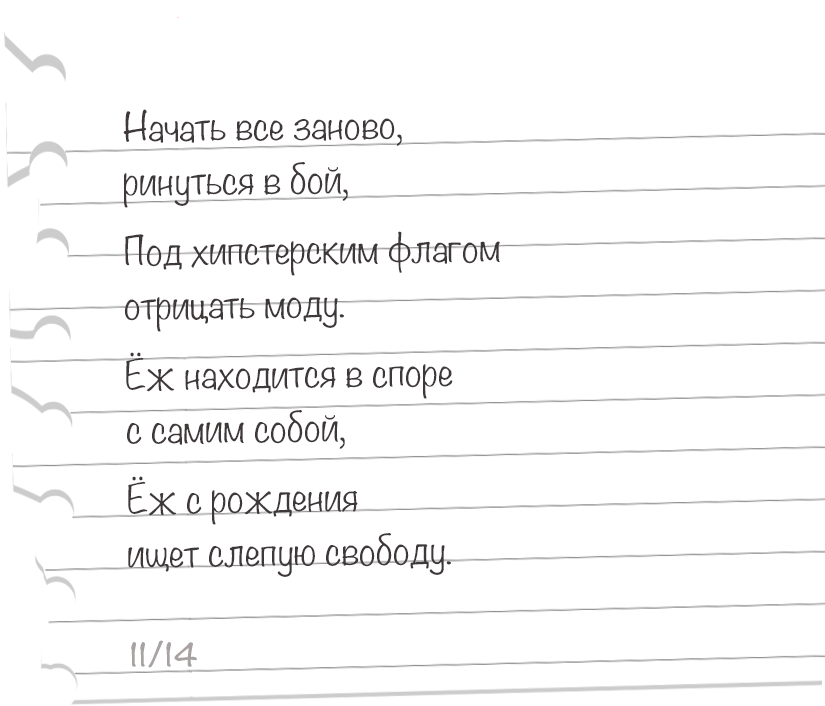 Начать все заново,
ринуться в бой,
Под хипстерским флагом
отрицать моду.
Ёж находится в споре
с самим собой,
Ёж с рождения
ищет слепую свободу.
11/14